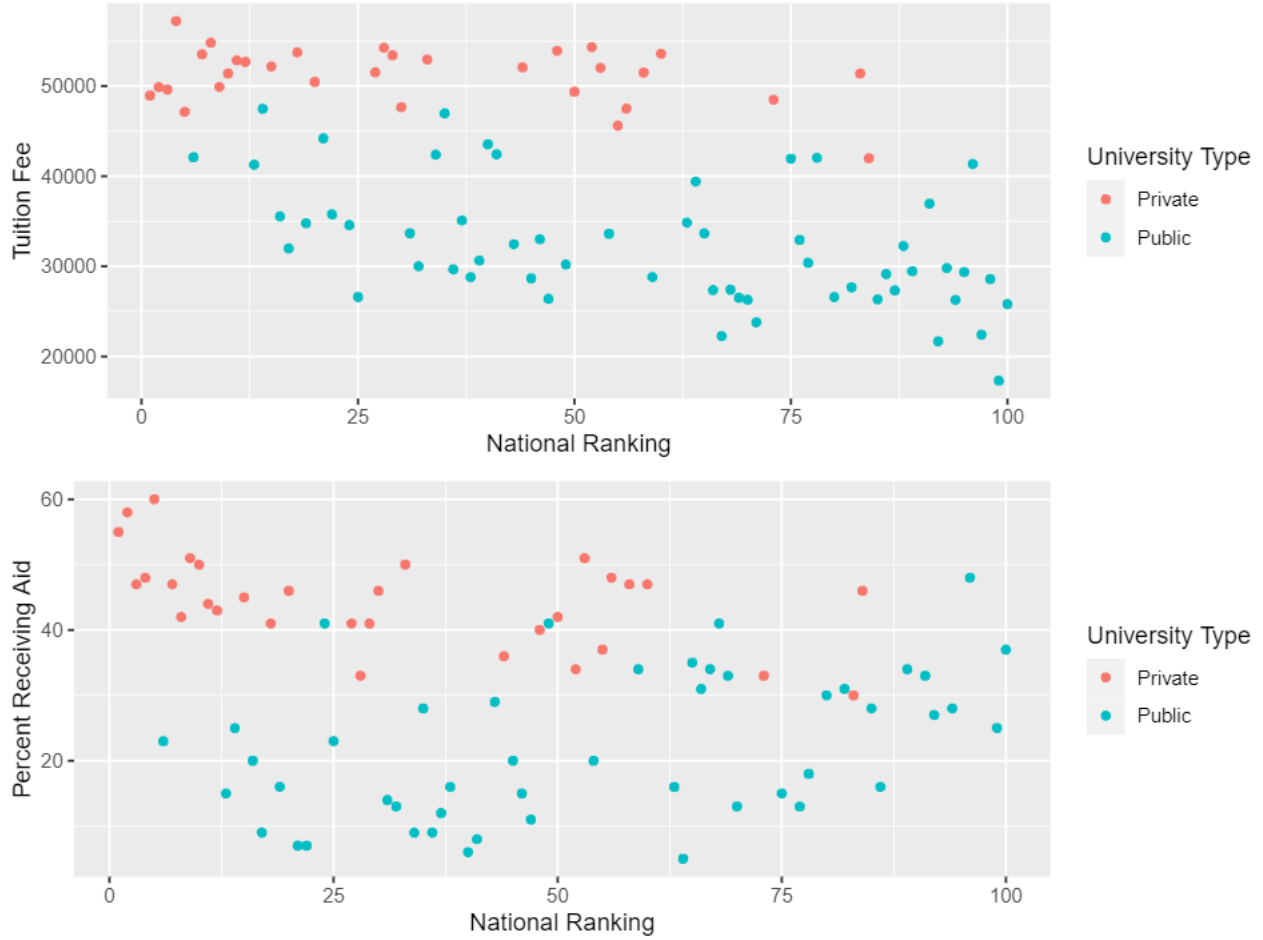 Tuition Fee
50000
40000
30000
20000
0 25 50 75 100
National Ranking
University Type
Private
Public
Percent Receiving Aid
60
40
20
0 25 50 75 100
National Ranking
University Type
Private
Public